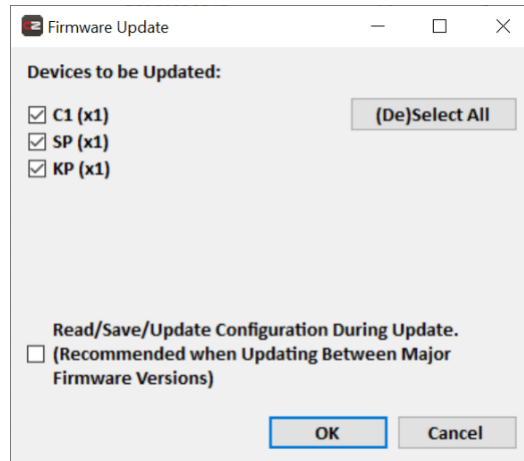 Firmware Update
Devices to be Updated:
C1 (x1)
(De)Select All
SP (x1)
KP (x1)
Read/Save/Update Configuration During Update.
(Recommended when Updating Between Major
Firmware Versions)
OK
Cancel